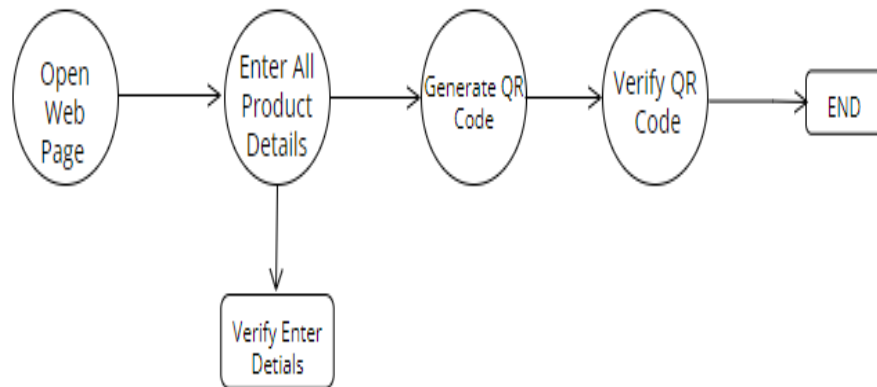 Open
Web
Page
Enter All
Product
Details
Generate QR
Code
Verify QR
Code
END
Verify Enter
Detials